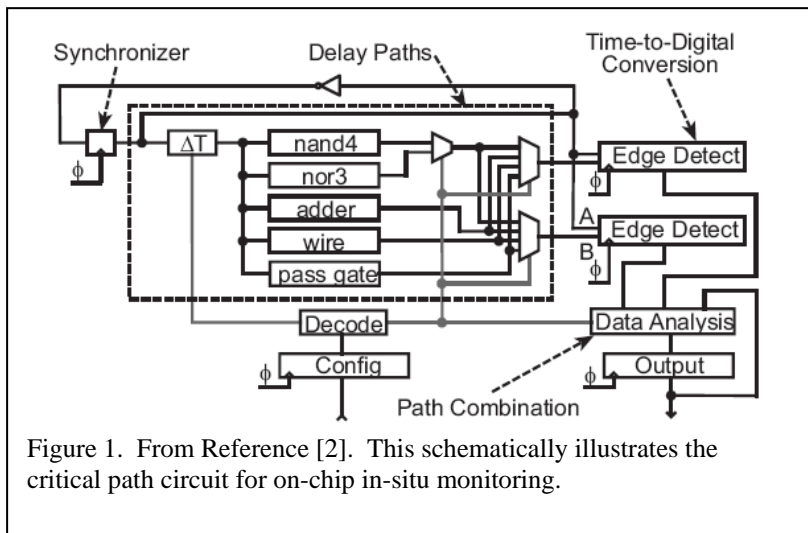 Synchronizer
Delay Paths
Time-to-Digital
Conversion
ΔT
nand4
nor3
adder
wire
pass gate
ϕ
Edge Detect
ϕ
A
B
Edge Detect
ϕ
Decode
Data Analysis
ϕ
Config
ϕ
Output
Path Combination
Figure 1. From Reference [2]. This schematically illustrates the
critical path circuit for on-chip in-situ monitoring.